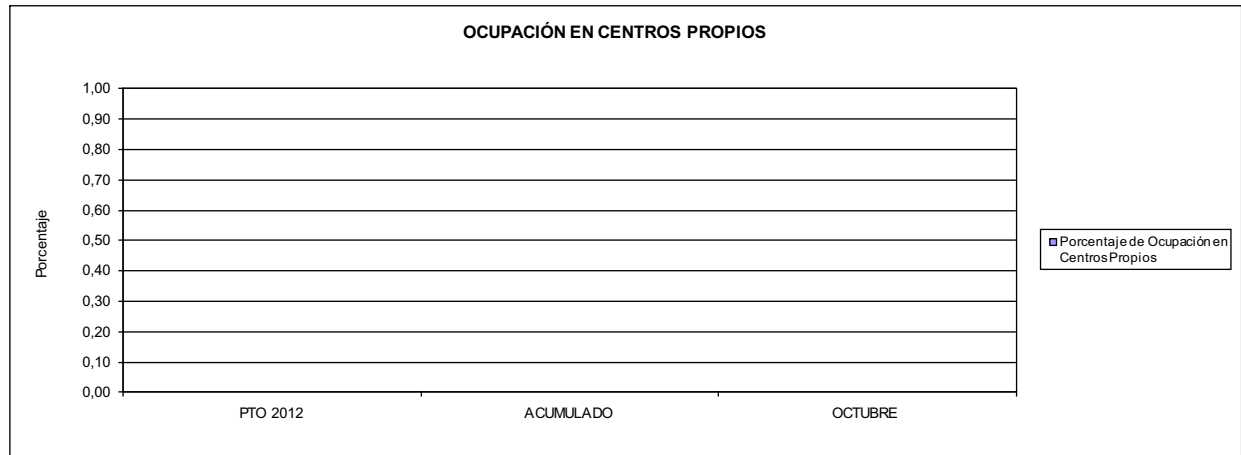 OCUPACIÓN EN CENTROS PROPIOS
1,00
0,90
0,80
0,70
0,60
0,50
0,40
0,30
0,20
0,10
0,00
Porcentaje
PTO 2012 ACUMULADO OCTUBRE
Porcentaje de Ocupación en
Centros Propios